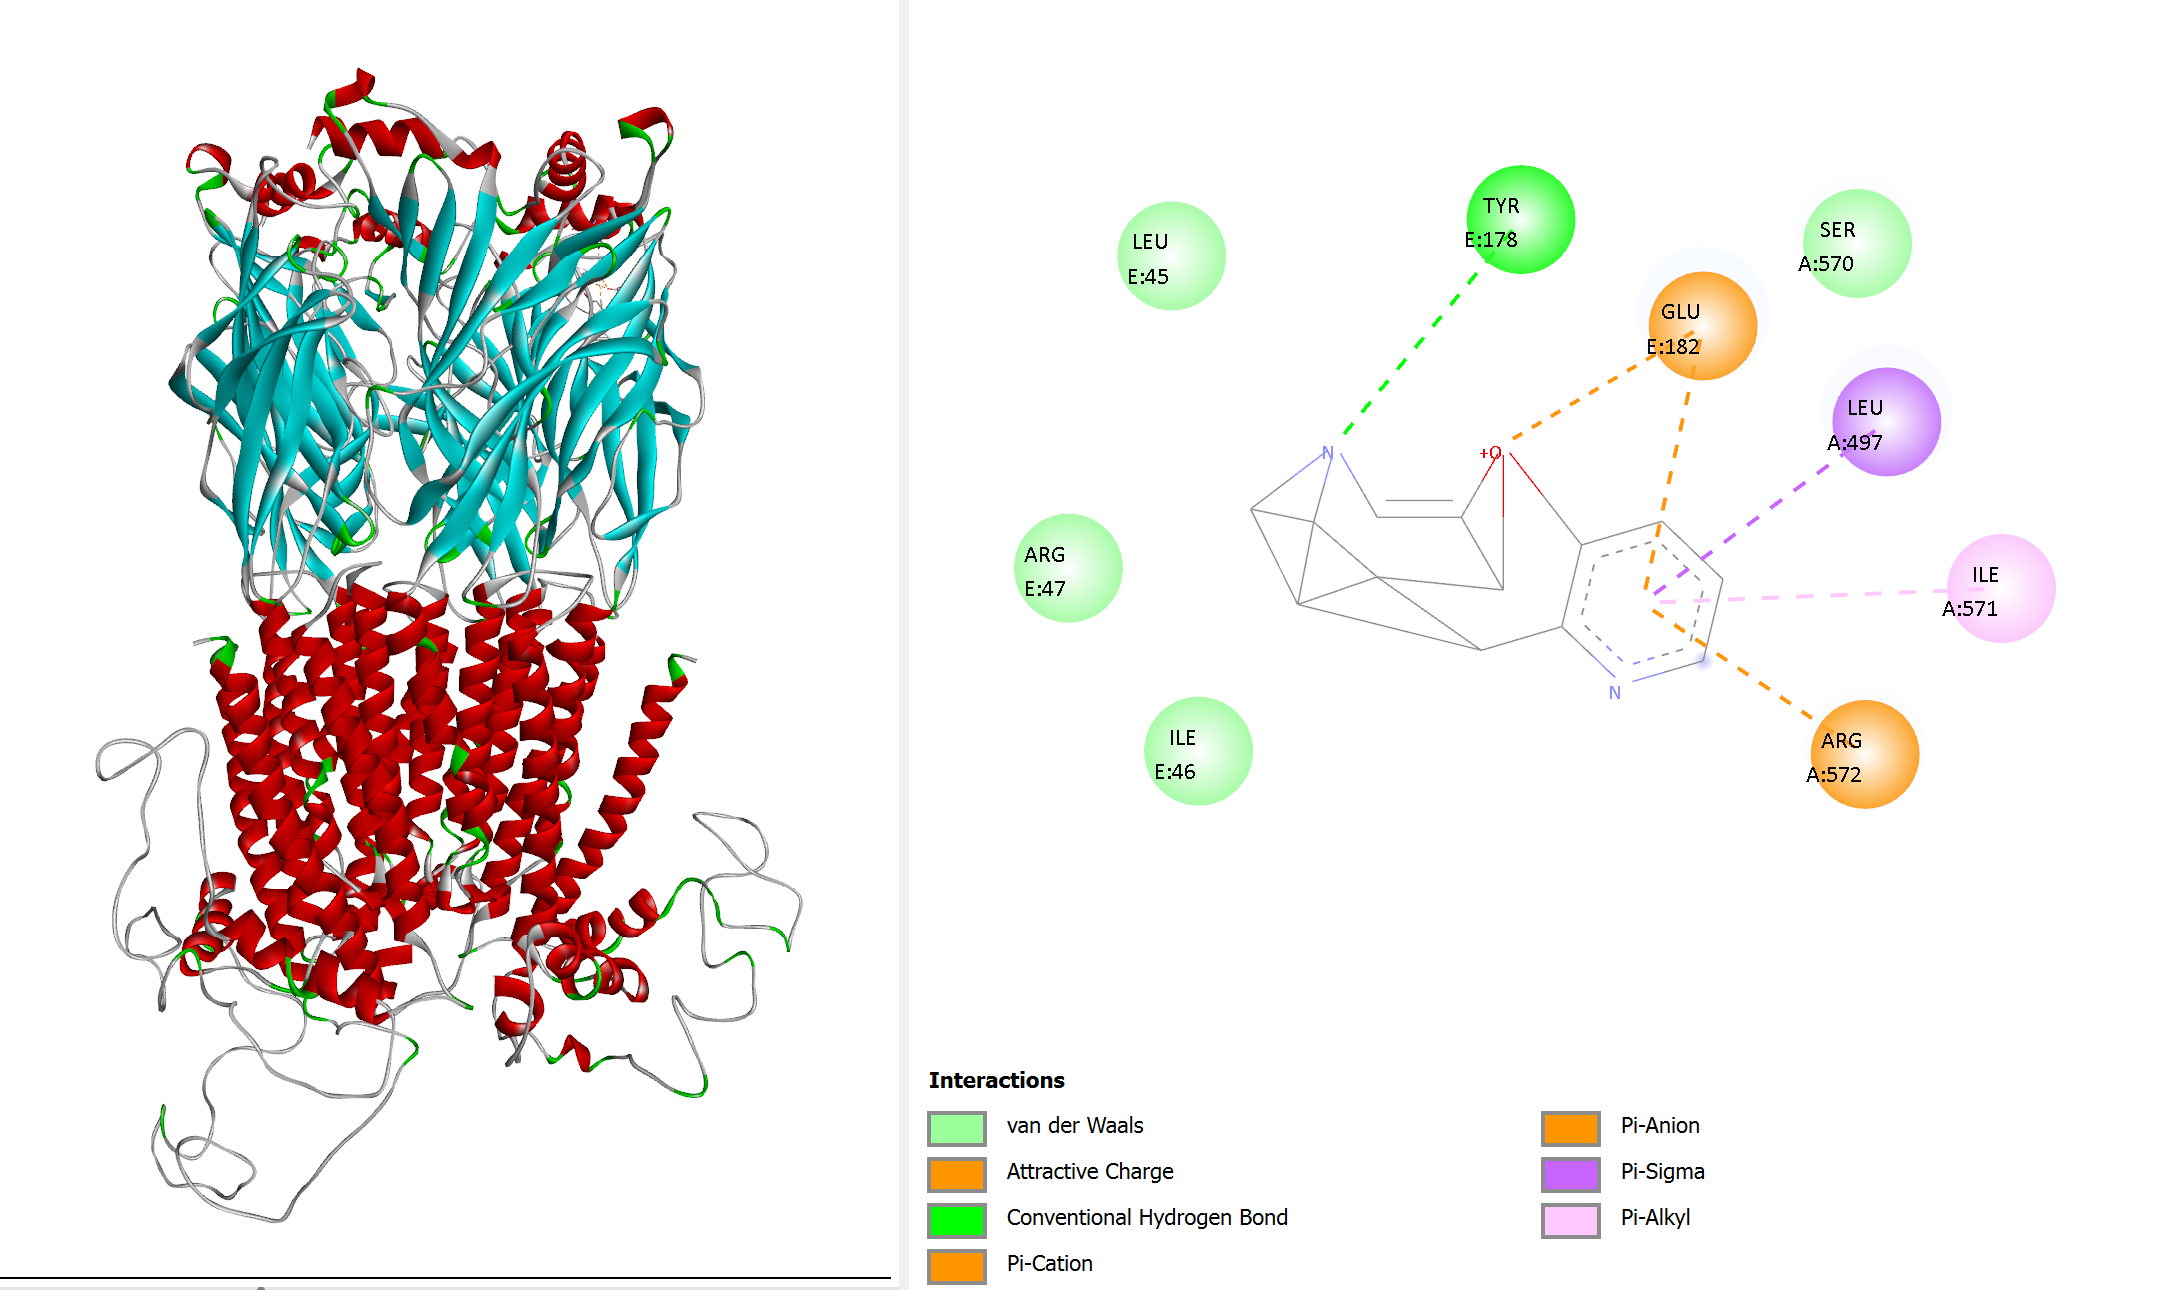 TYR
E:178
SER
A:570
LEU
E:45
GLU
E:182
LEU
A:497
N
+O
ARG
E:47
ILE
A:571
N
ILE
E:46
ARG
A:572
Interactions
van der Waals
Attractive Charge
Conventional Hydrogen Bond
Pi-Cation
Pi-Anion
Pi-Sigma
Pi-Alkyl